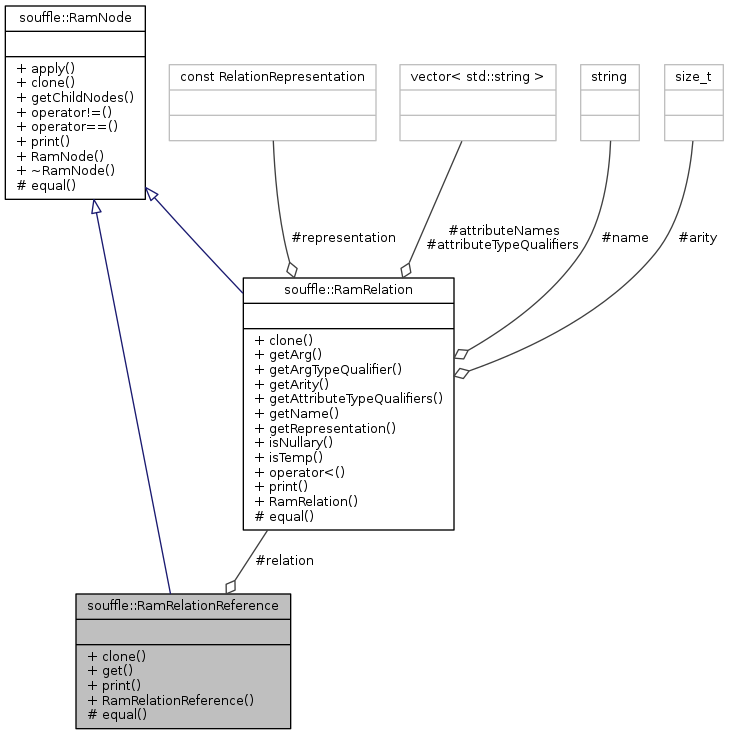 souffle::RamNode
+ apply()
+ clone()
+ getChildNodes()
+ operator!=()
+ operator==()
+ print()
+ RamNode()
+ ~RamNode()
# equal()
const RelationRepresentation
vector< std::string >
string
size_t
#representation
#attributeNames
#attributeTypeQualifiers
#name
#arity
souffle::RamRelation
+ clone()
+ getArg()
+ getArgTypeQualifier()
+ getArity()
+ getAttributeTypeQualifiers()
+ getName()
+ getRepresentation()
+ isNullary()
+ isTemp()
+ operator<()
+ print()
+ RamRelation()
# equal()
#relation
souffle::RamRelationReference
+ clone()
+ get()
+ print()
+ RamRelationReference()
# equal()